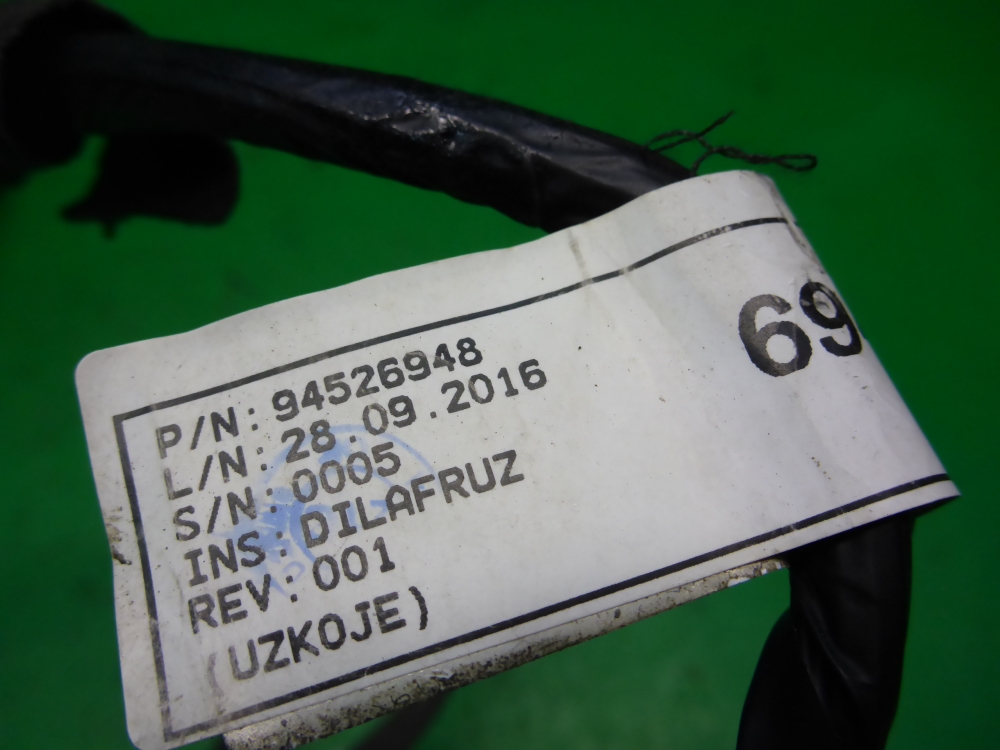 P/N: 94526948
L/N: 28.09.2016
S/N: 0005
INS: DILAFRUZ
REV: 001
(UZKOJE)
69